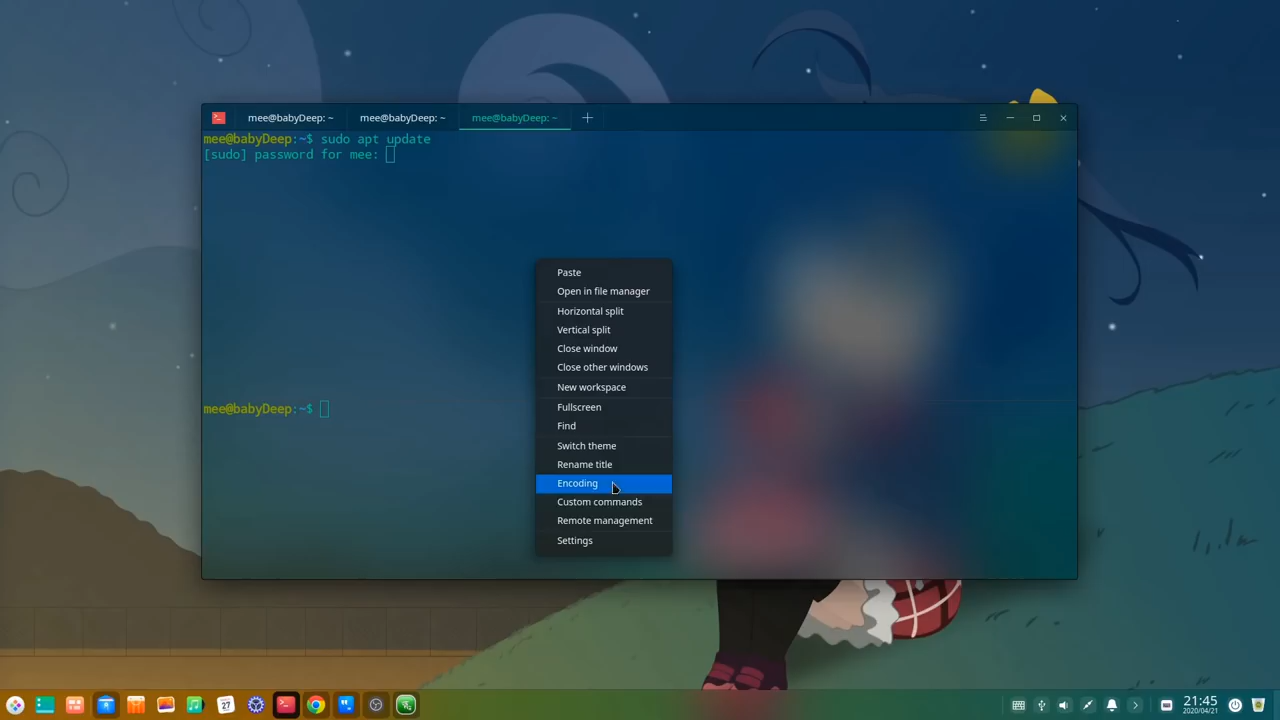 mee@babyDeep: ~
mee@babyDeep: ~
mee@babyDeep: ~
mee@babyDeep:~$ sudo apt update
[sudo] password for mee:
Paste
Open in file manager
Horizontal split
Vertical split
Close window
Close other windows
New workspace
Fullscreen
Find
Switch theme
Rename title
Encoding
Custom commands
Remote management
Settings
mee@babyDeep:~$
27
21:45
2020/04/21